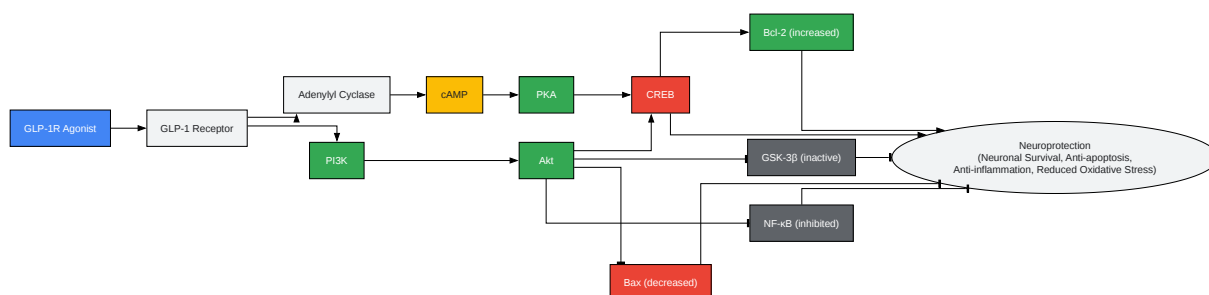 Bcl-2 (increased)
Adenylyl Cyclase
cAMP
PKA
CREB
GLP-1R Agonist
GLP-1 Receptor
PI3K
Akt
GSK-3β (inactive)
Neuroprotection
(Neuronal Survival, Anti-apoptosis,
Anti-inflammation, Reduced Oxidative Stress)
NF-κB (inhibited)
Bax (decreased)